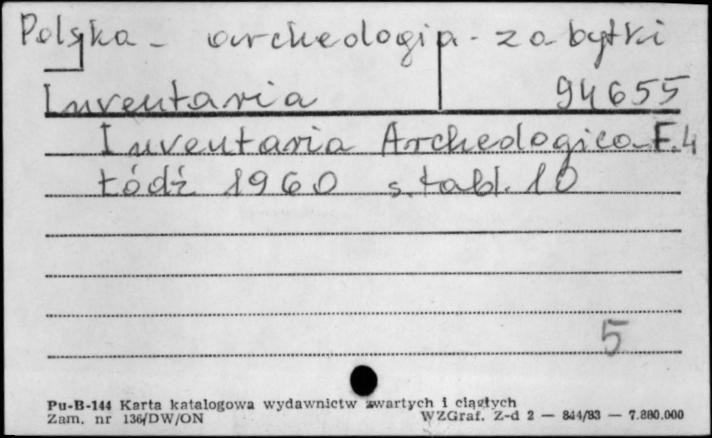 Polska - archeologia - zabytki
Inventaria 94655
Inventaria Archeologica F.4
Łódź 1960 s. tabl. 10
5
Pu-B-144 Karta katalogowa wydawnictw zwartych i ciągłych
Zam. nr 136/DW/ON WZGraf. Z-d 2 — 844/83 — 7.880.000